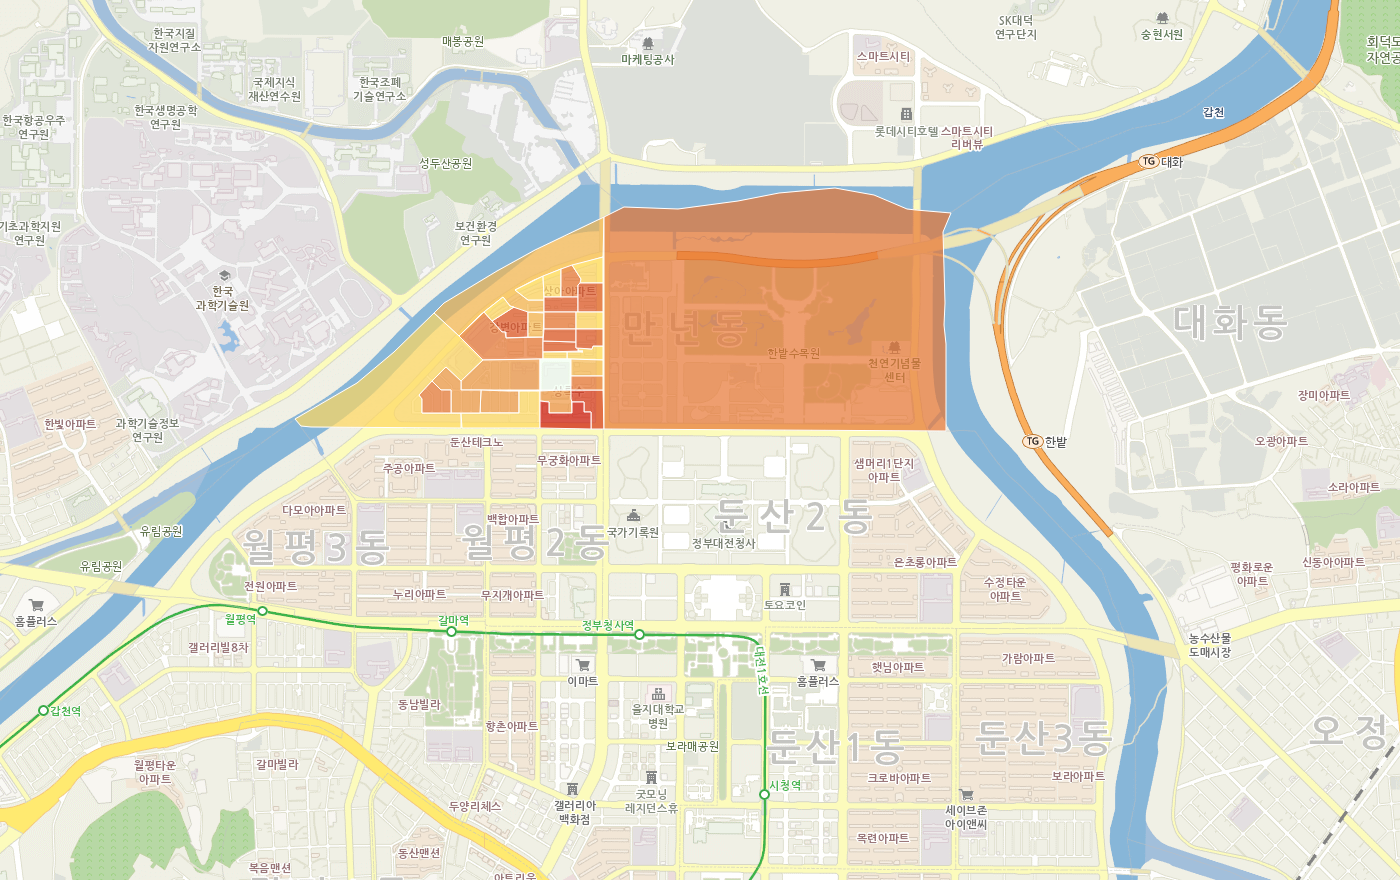 한국지질
자원연구소
매봉공원
마케팅공사
SK대덕
연구단지
숭현서원
스마트시티
국제지식
재산연수원
한국조폐
기술연구소
한국생명공학
연구원
한국항공우주
연구원
롯데시티호텔
스마트시티
리버뷰
갑천
TG 대화
성두산공원
보건환경
연구원
기초과학지원
연구원
한국
과학기술원
상아아파트
강변아파트
만년동
한밭수목원
천연기념물
센터
대화동
장미아파트
한빛아파트
과학기술정보
연구원
TG 한밭
오광아파트
둔산테크노
주공아파트
무궁화아파트
샘머리1단지
아파트
소라아파트
다모아아파트
백합아파트
둔산2동
국가기록원
정부대전청사
유림공원
월평3동
월평2동
유림공원
전원아파트
누리아파트
무지개아파트
토요코인
은초롱아파트
수정타운
아파트
평화로운
아파트
신동아아파트
홈플러스
월평역
갈마역
정부청사역
대전1호선
농수산물
도매시장
갤러리빌8차
이마트
홈플러스
햇님아파트
가람아파트
갑천역
동남빌라
을지대학교
병원
향촌아파트
보라매공원
둔산1동
둔산3동
오정
월평타운
아파트
갈마빌라
크로바아파트
보라아파트
시청역
두양리체스
갤러리아
백화점
굿모닝
레지던스휴
세이브존
아이앤씨
옥련아파트
동산맨션
복음맨션
아트리움